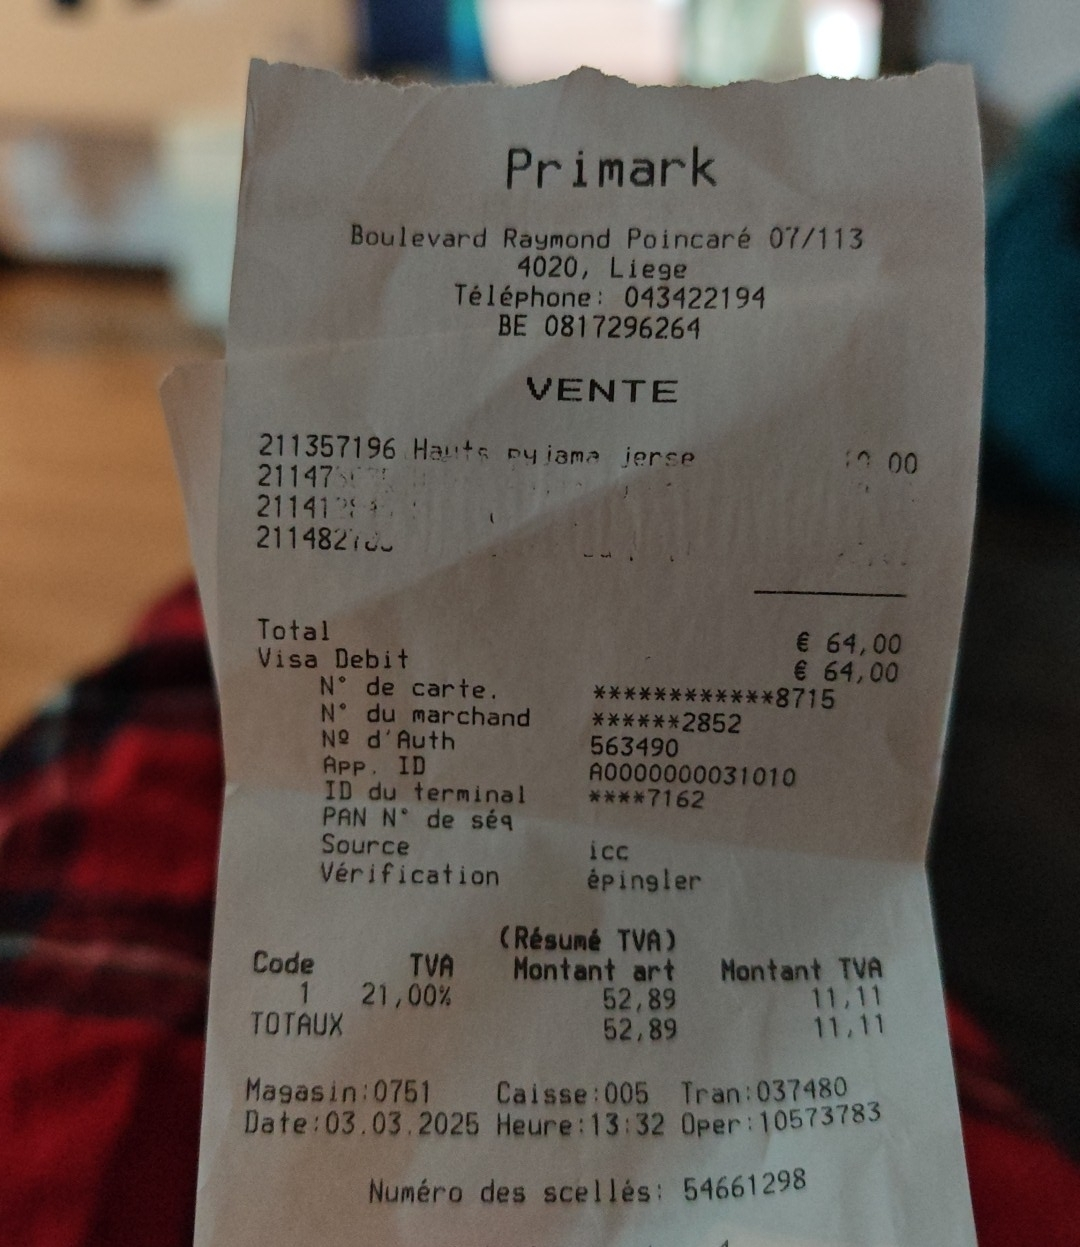 Primark
Boulevard Raymond Poincaré 07/113
4020, Liege
Téléphone: 043422194
BE 0817296264
VENTE
211357196 Hauts pyjama jerse
Total € 64,00
Visa Debit € 64,00
N° de carte. ************8715
N° du marchand ******2852
Nº d'Auth 563490
App. ID A0000000031010
ID du terminal ****7162
PAN N° de séq
Source icc
Vérification épingler
(Résumé TVA)
Code TVA Montant art Montant TVA
1 21,00% 52,89 11,11
TOTAUX 52,89 11,11
Magasin:0751 Caisse:005 Tran:037480
Date:03.03.2025 Heure:13:32 Oper:10573783
Numéro des scellés: 54661298